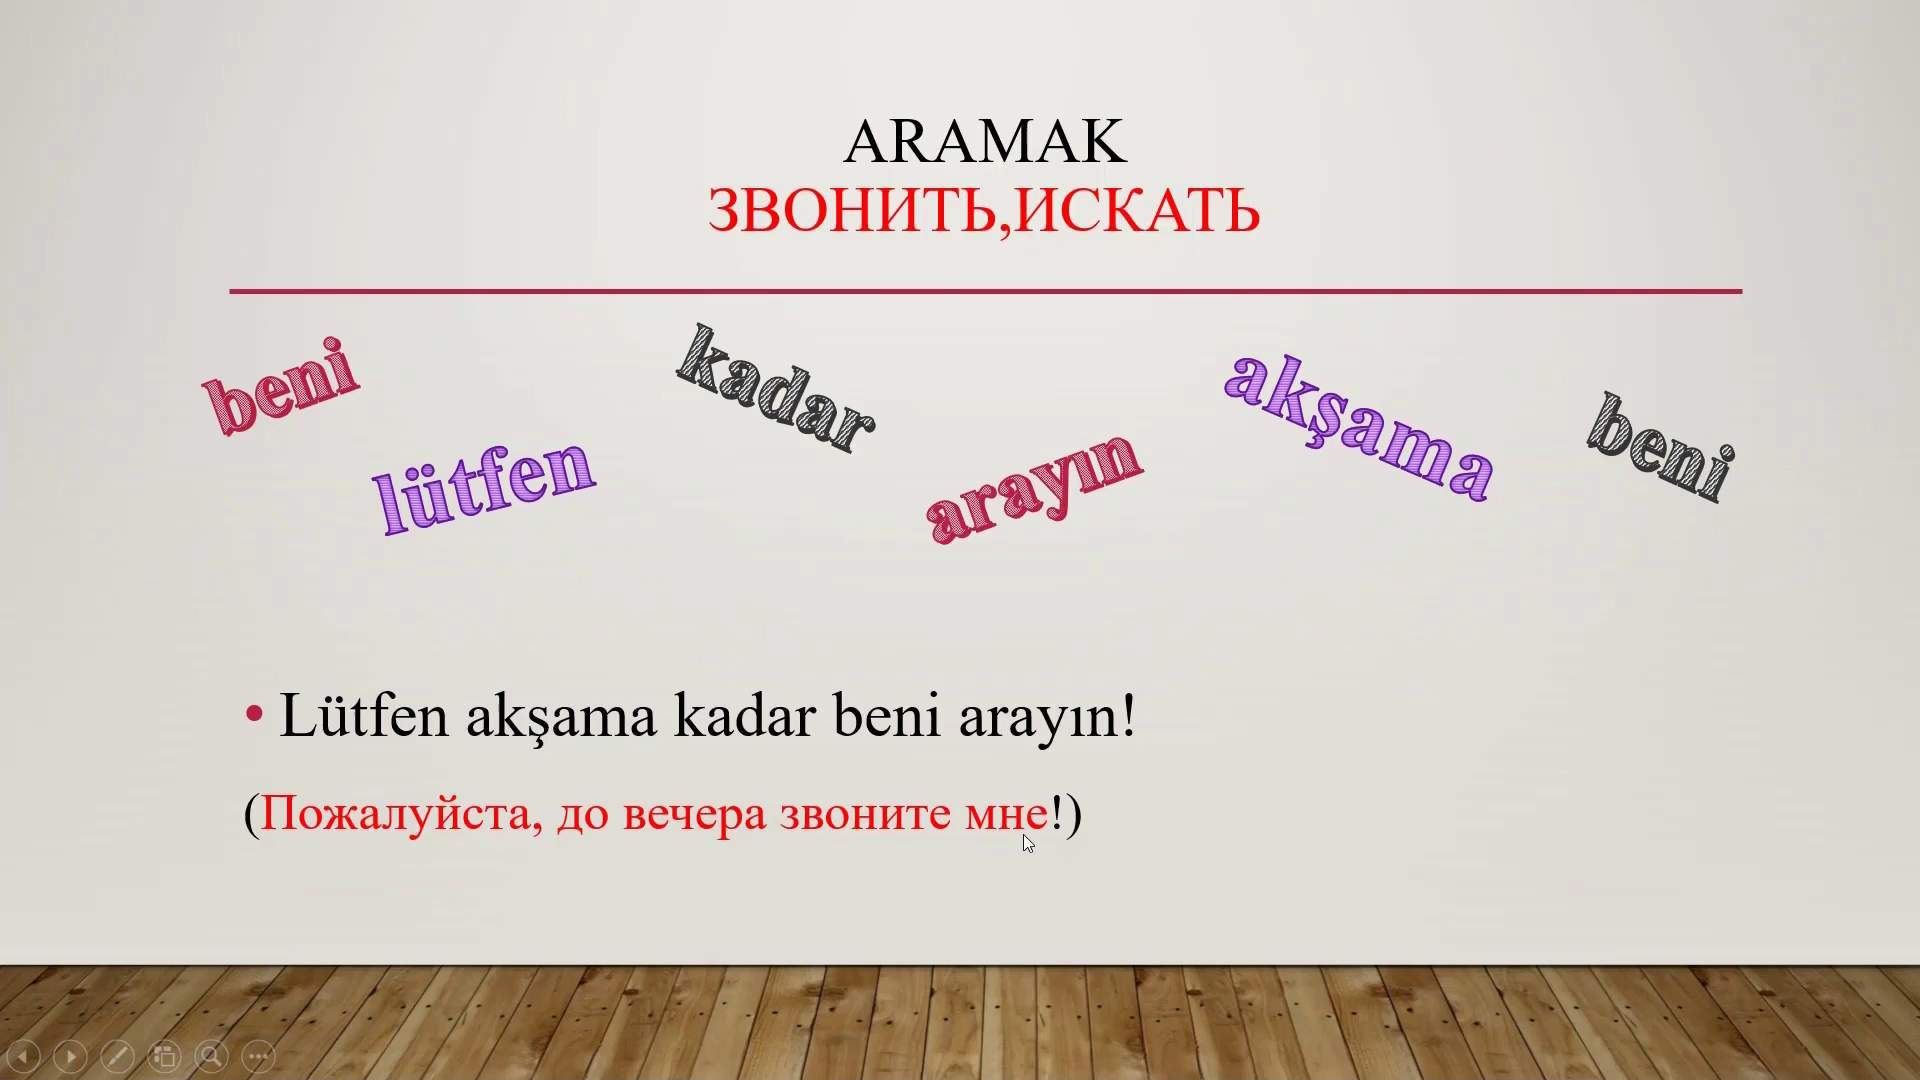 ARAMAK
ЗВОНИТЬ,ИСКАТЬ
beni
lütfen
kadar
arayın
akşama
beni
• Lütfen akşama kadar beni arayın!
(Пожалуйста, до вечера звоните мне!)